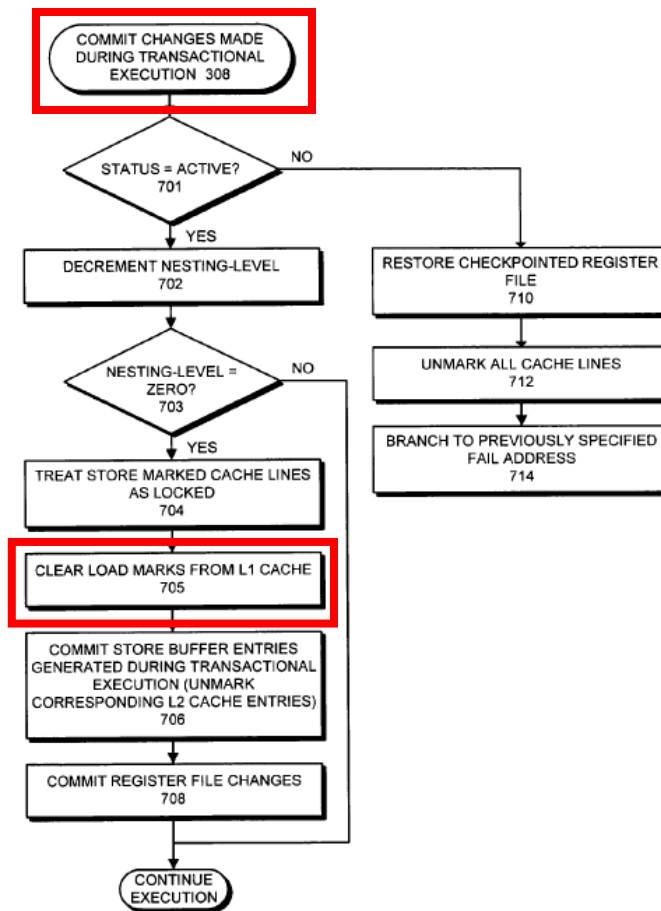 COMMIT CHANGES MADE
DURING TRANSACTIONAL
EXECUTION 308
STATUS = ACTIVE?
701
NO
YES
DECREMENT NESTING-LEVEL
702
NESTING-LEVEL =
ZERO?
703
NO
YES
TREAT STORE MARKED CACHE LINES
AS LOCKED
704
CLEAR LOAD MARKS FROM L1 CACHE
705
COMMIT STORE BUFFER ENTRIES
GENERATED DURING TRANSACTIONAL
EXECUTION (UNMARK
CORRESPONDING L2 CACHE ENTRIES)
706
COMMIT REGISTER FILE CHANGES
708
CONTINUE
EXECUTION
RESTORE CHECKPOINTED REGISTER
FILE
710
UNMARK ALL CACHE LINES
712
BRANCH TO PREVIOUSLY SPECIFIED
FAIL ADDRESS
714